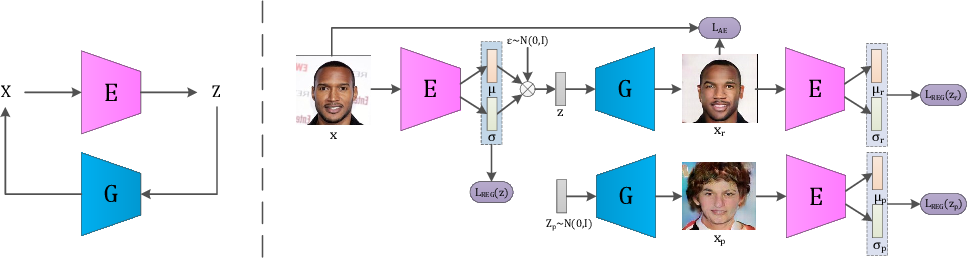 X
E
Z
G
L_AE
ε~N(0,I)
x
E
μ
σ
z
G
x_r
E
μ_r
σ_r
L_REG(z_r)
L_REG(z)
Z_p~N(0,I)
G
x_p
E
μ_p
σ_p
L_REG(z_p)